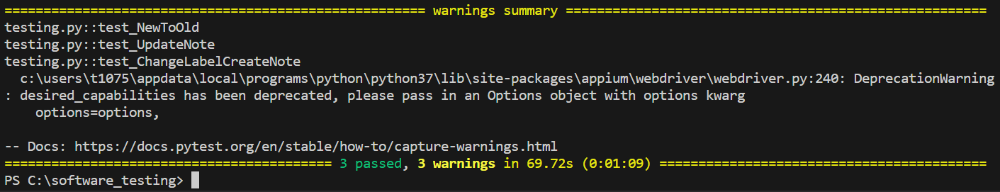 =================================================== warnings summary ===================================================
testing.py::test_NewToOld
testing.py::test_UpdateNote
testing.py::test_ChangeLabelCreateNote
  c:\users\t1075\appdata\local\programs\python\python37\lib\site-packages\appium\webdriver\webdriver.py:240: DeprecationWarning
: desired_capabilities has been deprecated, please pass in an Options object with options kwarg
    options=options,

-- Docs: https://docs.pytest.org/en/stable/how-to/capture-warnings.html
======================================== 3 passed, 3 warnings in 69.72s (0:01:09) ========================================
PS C:\software_testing>